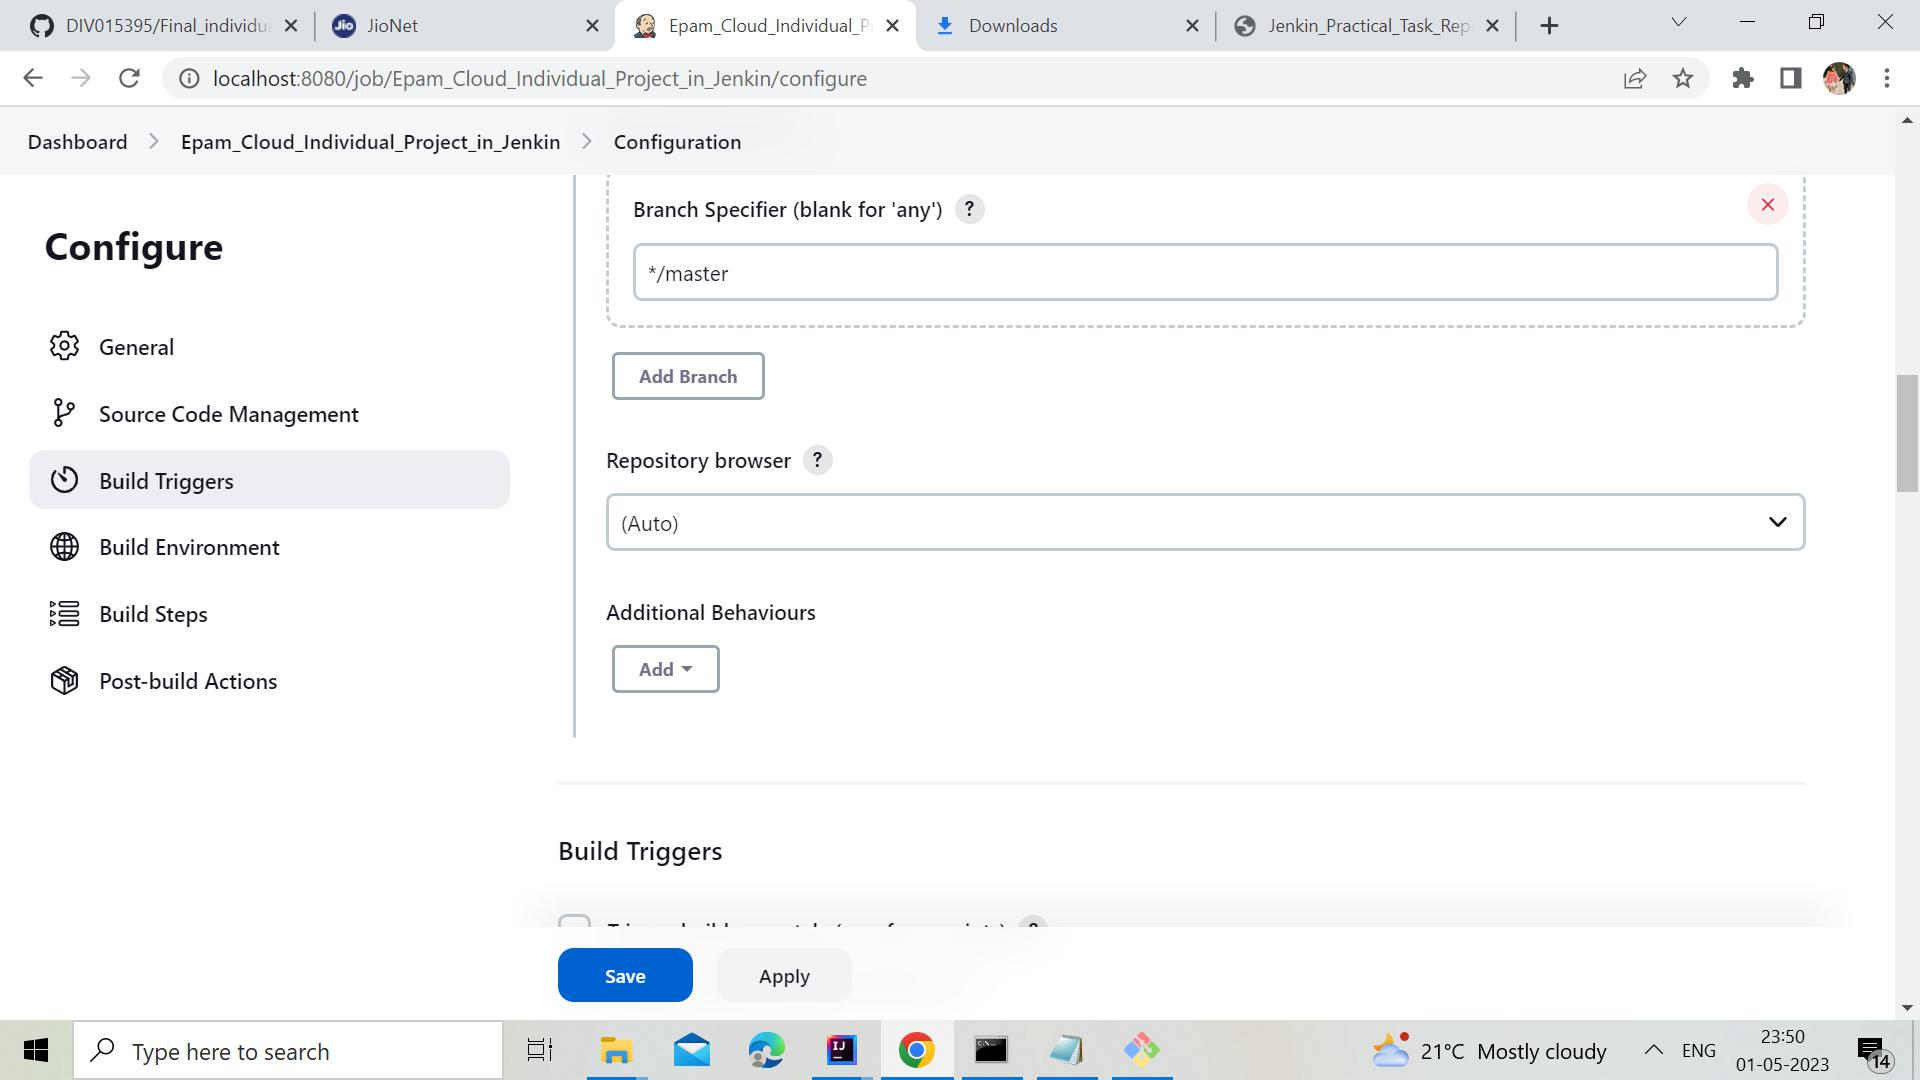 DIV015395/Final_individu
JioNet
Epam_Cloud_Individual_P
Downloads
Jenkin_Practical_Task_Rep
localhost:8080/job/Epam_Cloud_Individual_Project_in_Jenkin/configure
Dashboard
Epam_Cloud_Individual_Project_in_Jenkin
Configuration
Configure
General
Source Code Management
Build Triggers
Build Environment
Build Steps
Post-build Actions
Branch Specifier (blank for 'any') ?
*/master
Add Branch
Repository browser ?
(Auto)
Additional Behaviours
Add
Build Triggers
Save
Apply
Type here to search
21°C Mostly cloudy
ENG
23:50
01-05-2023
14